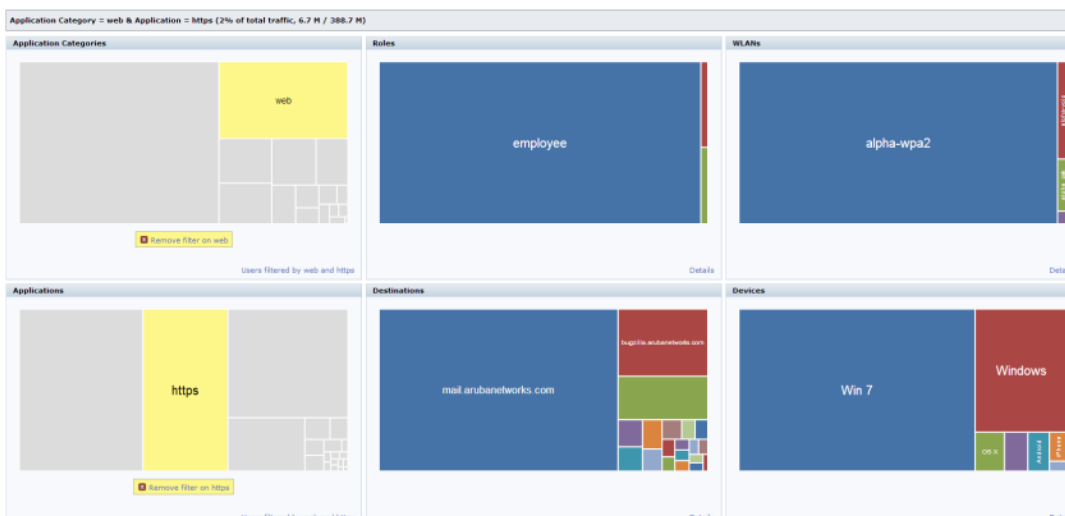 Application Category = web & Application = https (2% of total traffic, 6.7 M / 388.7 M)
Application Categories
web
Remove filter on web
Users filtered by web and https
Roles
employee
Details
WLANs
alpha-wpa2
Deta
Applications
https
Remove filter on https
Destinations
mail.arubanetworks.com
bugzilla.arubanetworks.com
Devices
Win 7
Windows
OS X
Android
iPhone